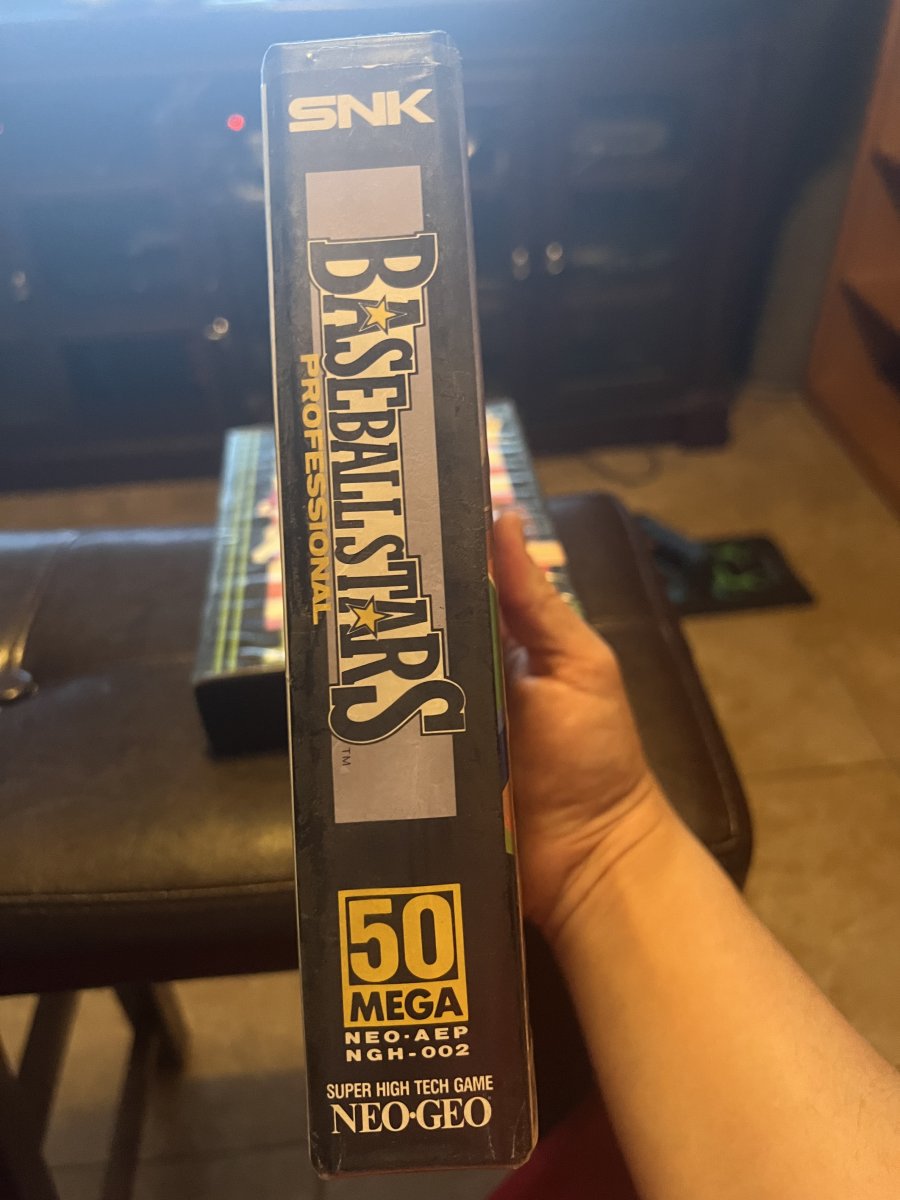 SNK
BASEBALL STARS
PROFESSIONAL
TM
50
MEGA
NEO·AEP
NGH-002
SUPER HIGH TECH GAME
NEO·GEO